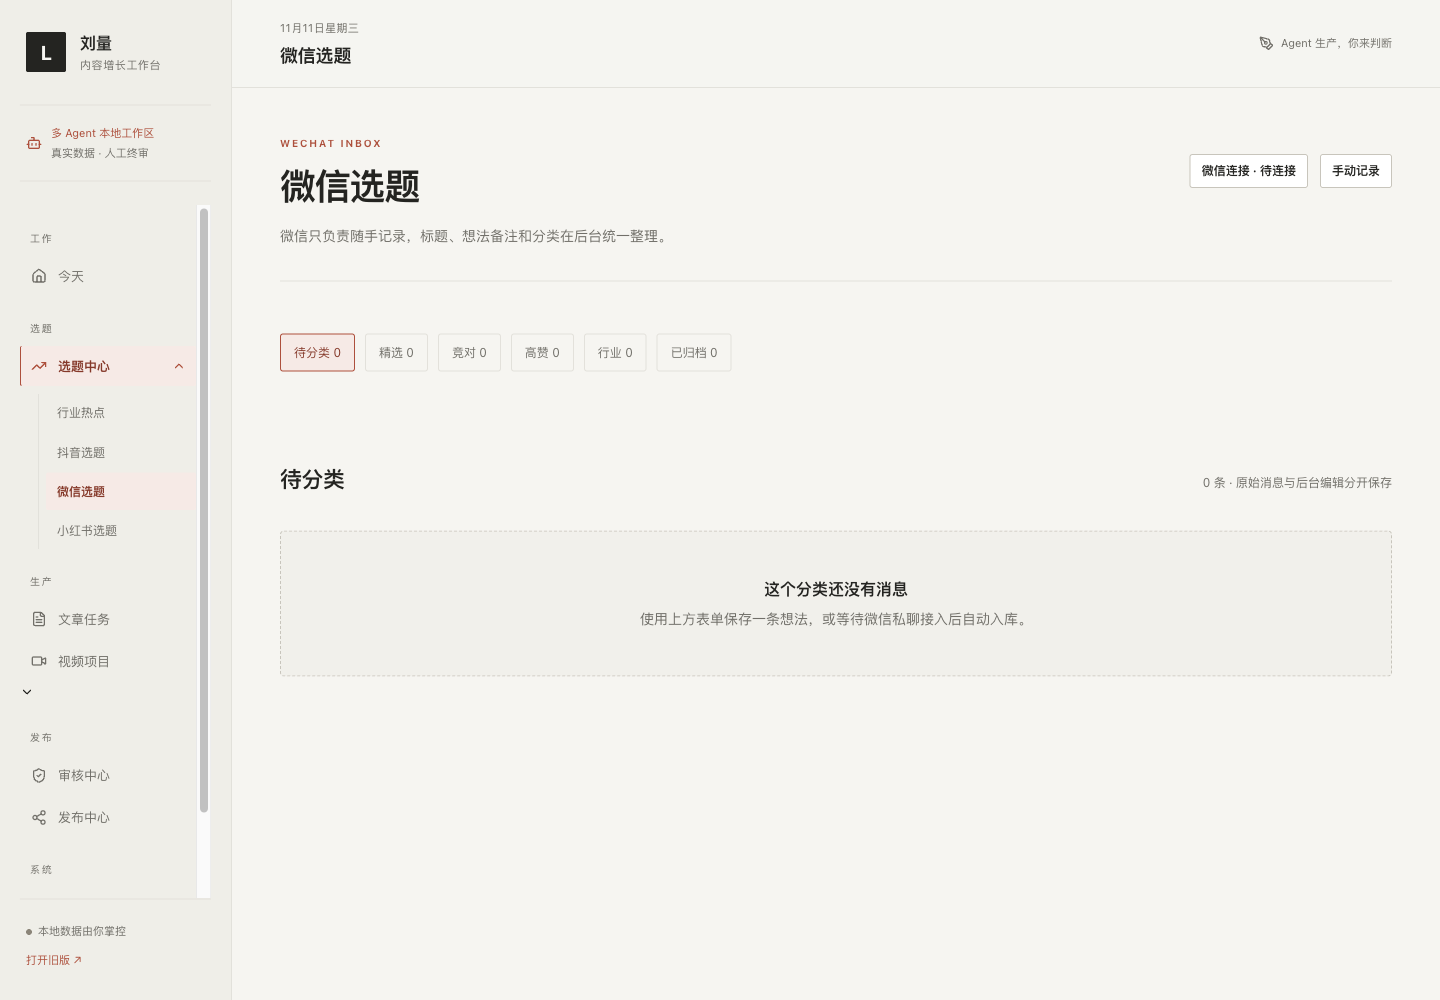 L
刘量
内容增长工作台
多 Agent 本地工作区
真实数据 · 人工终审
工作
今天
选题
选题中心
行业热点
抖音选题
微信选题
小红书选题
生产
文章任务
视频项目
发布
审核中心
发布中心
系统
本地数据由你掌控
打开旧版 ↗
11月11日星期三
微信选题
Agent 生产，你来判断
WECHAT INBOX
微信选题
微信只负责随手记录，标题、想法备注和分类在后台统一整理。
微信连接 · 待连接
手动记录
待分类 0
精选 0
竞对 0
高赞 0
行业 0
已归档 0
待分类
0 条 · 原始消息与后台编辑分开保存
这个分类还没有消息
使用上方表单保存一条想法，或等待微信私聊接入后自动入库。